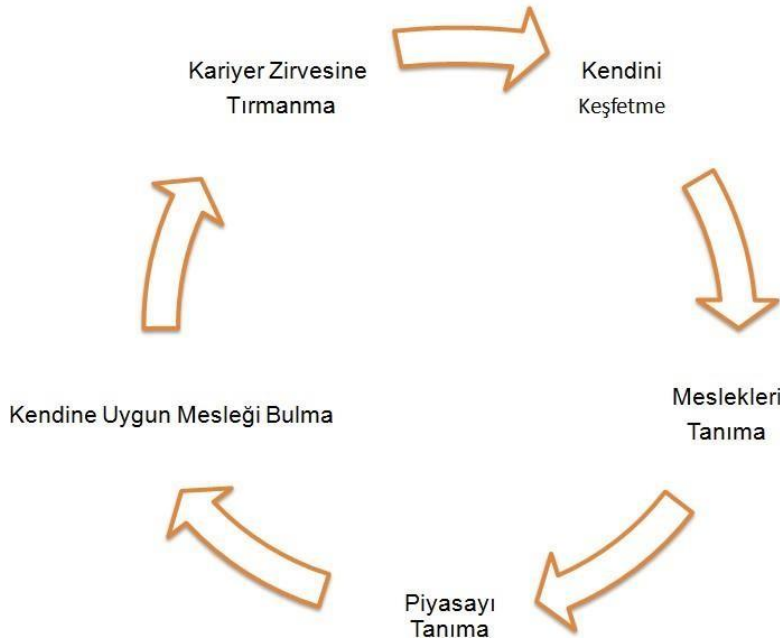 Kariyer Zirvesine
Tırmanma
Kendini
Keşfetme
Meslekleri
Tanıma
Piyasayı
Tanıma
Kendine Uygun Mesleği Bulma